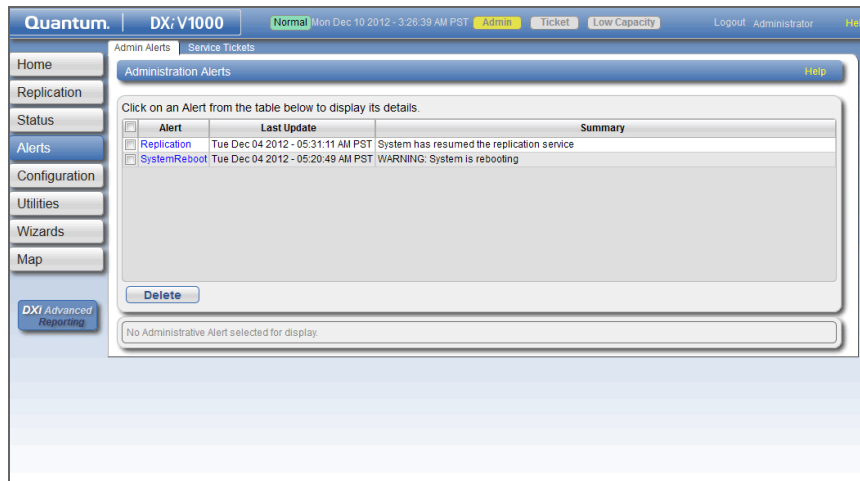 Quantum. DXi V1000 Normal Mon Dec 10 2012 - 3:26:39 AM PST Admin Ticket Low Capacity Logout Administrator
Admin Alerts Service Tickets
Home
Replication
Status
Alerts
Configuration
Utilities
Wizards
Map
DXi Advanced
Reporting
Administration Alerts Help
Click on an Alert from the table below to display its details.
Alert Last Update Summary
Replication Tue Dec 04 2012 - 05:31:11 AM PST System has resumed the replication service
SystemReboot Tue Dec 04 2012 - 05:20:49 AM PST WARNING: System is rebooting
Delete
No Administrative Alert selected for display.